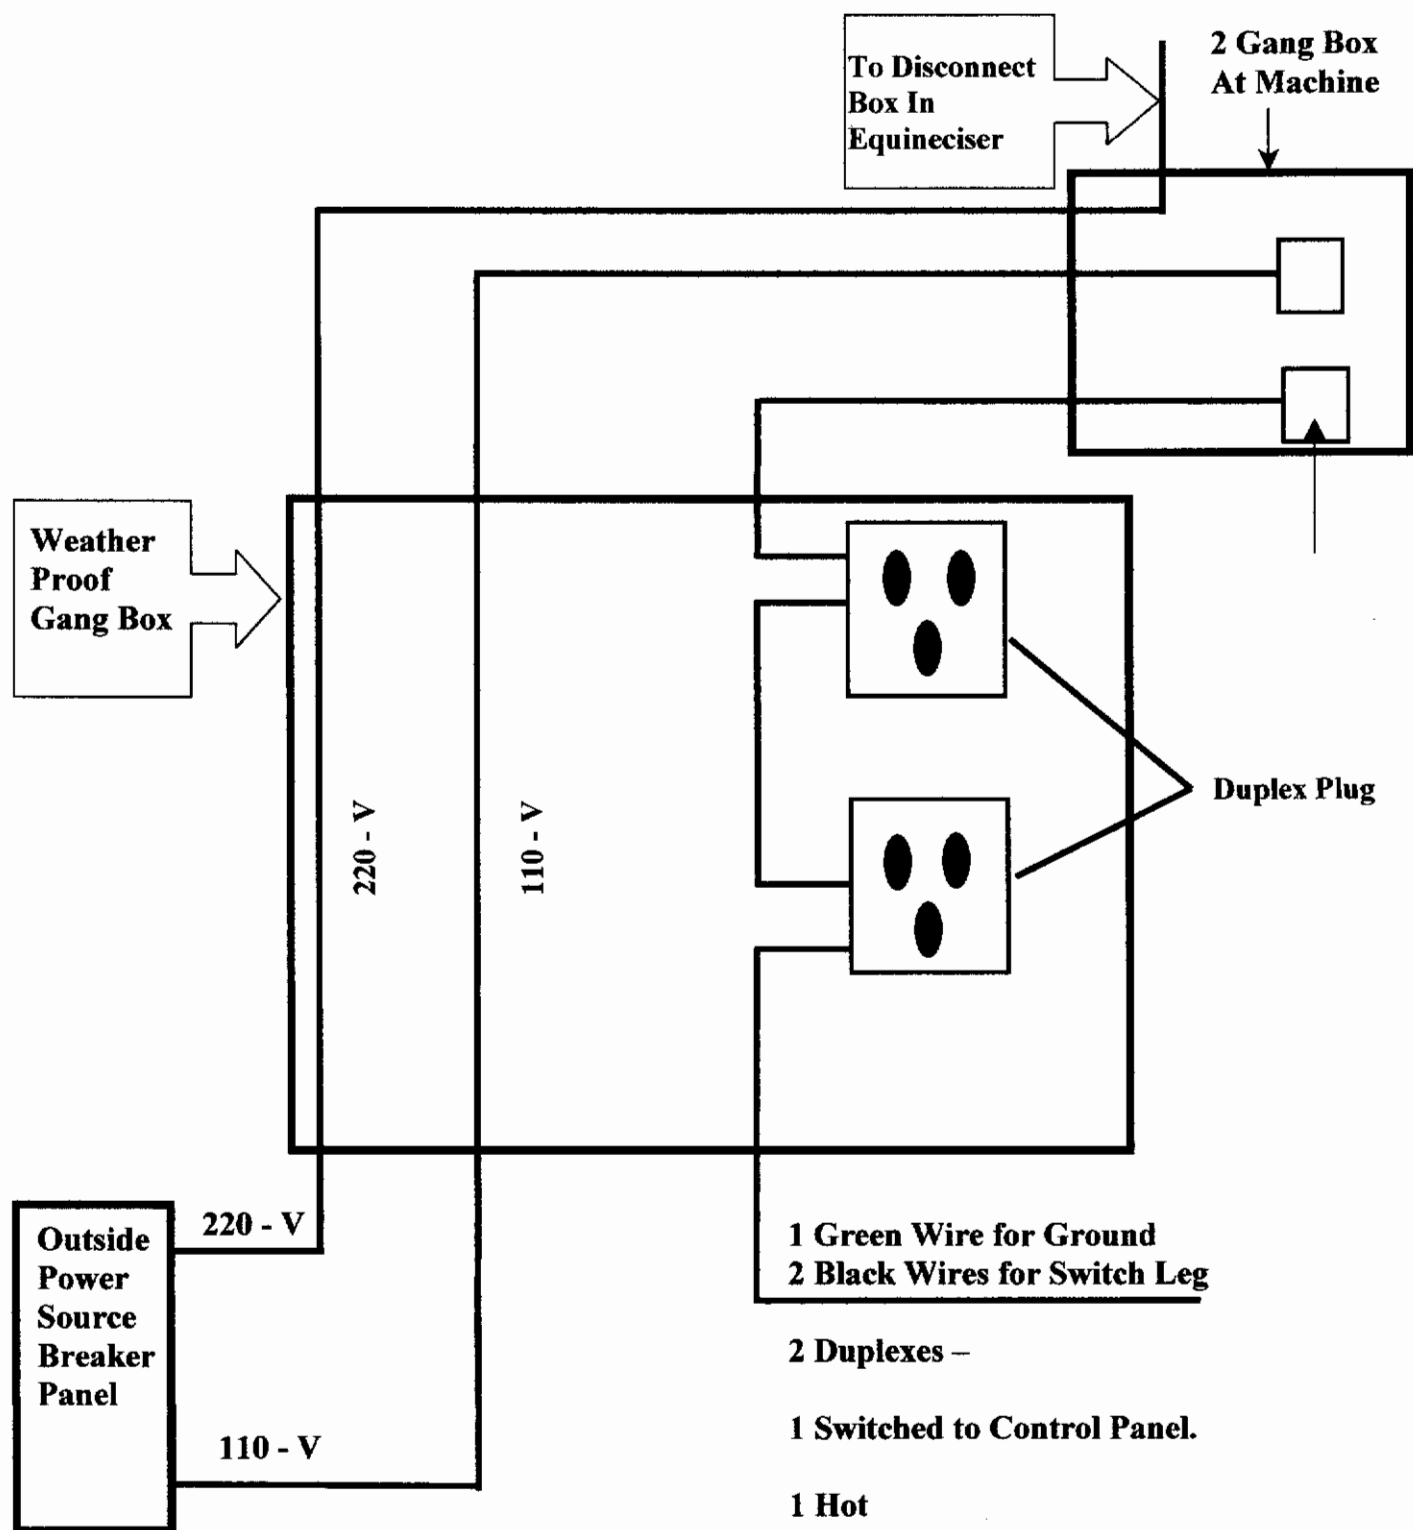 To Disconnect
Box In
Equineciser
2 Gang Box
At Machine
Weather
Proof
Gang Box
220 - V
110 - V
Duplex Plug
Outside
Power
Source
Breaker
Panel
220 - V
110 - V
1 Green Wire for Ground
2 Black Wires for Switch Leg
2 Duplexes –
1 Switched to Control Panel.
1 Hot